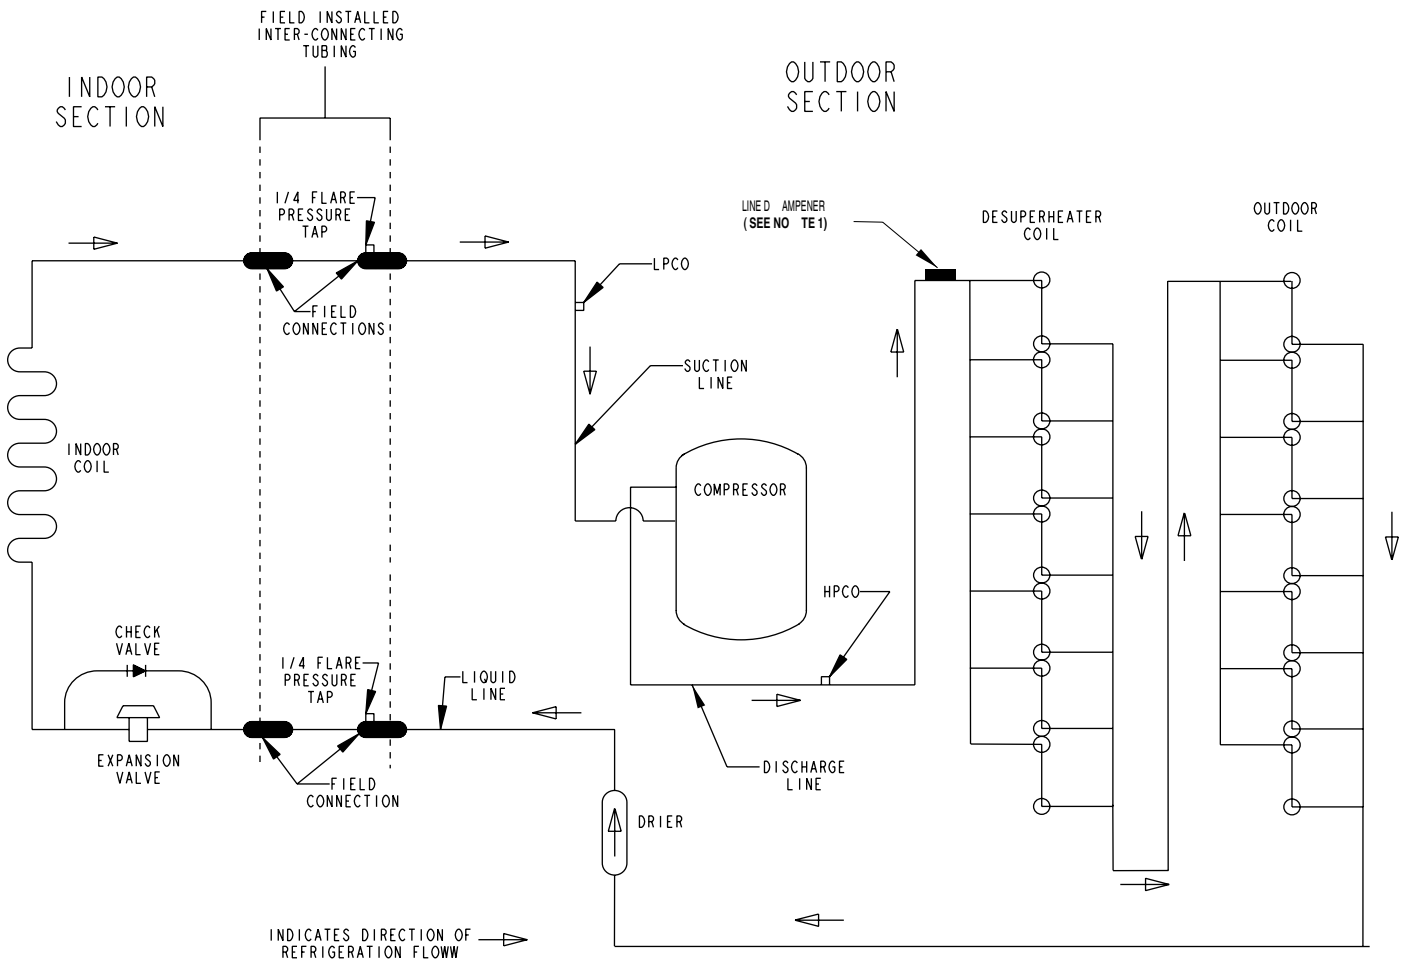 FIELD INSTALLED
INTER-CONNECTING
TUBING
INDOOR
SECTION
OUTDOOR
SECTION
1/4 FLARE
PRESSURE
TAP
LINE D AMPENER
(SEE NO TE 1)
DESUPERHEATER
COIL
OUTDOOR
COIL
LPCO
FIELD
CONNECTIONS
SUCTION
LINE
INDOOR
COIL
COMPRESSOR
HPCO
CHECK
VALVE
1/4 FLARE
PRESSURE
TAP
LIQUID
LINE
EXPANSION
VALVE
FIELD
CONNECTION
DISCHARGE
LINE
DRIER
INDICATES DIRECTION OF
REFRIGERATION FLOWW